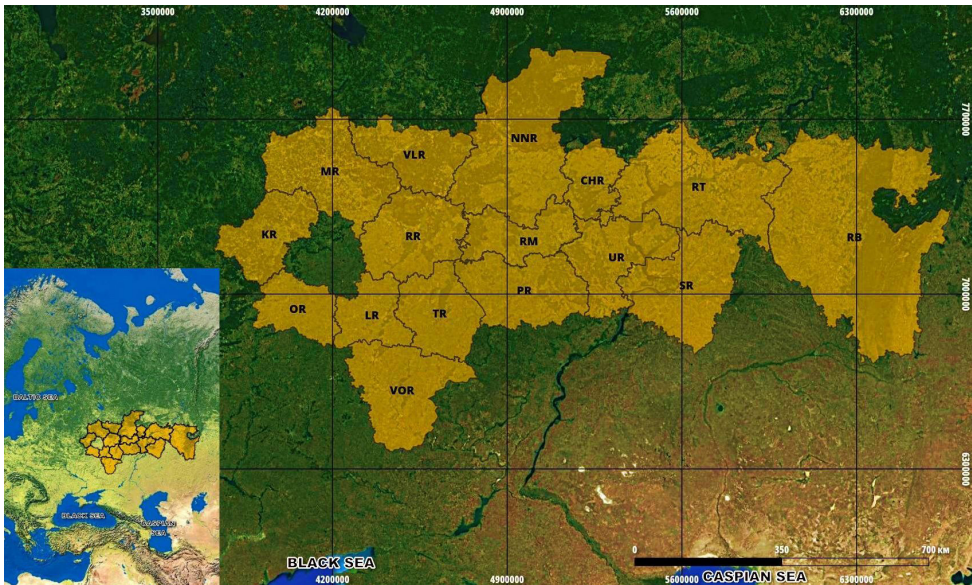 3500000 4200000 4900000 5600000 6300000
7700000
NNR
VLR
MR
CHR
RT
KR
RR
RM
RB
UR
SR
PR
7000000
OR
LR
TR
VOR
BALTIC SEA
6300000
BLACK SEA
CASPIAN
SEA
0 350 700 км
BLACK SEA
CASPIAN SEA
4200000 4900000 5600000 6300000